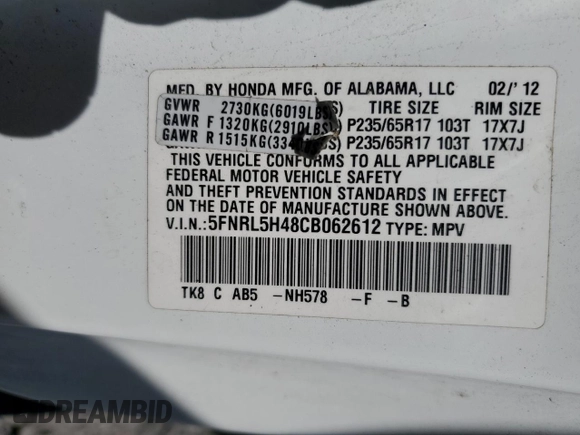 MFD. BY HONDA MFG. OF ALABAMA, LLC 02/'12
GVWR 2730KG(6019LBS) TIRE SIZE RIM SIZE
GAWR F 1320KG(2910LBS) P235/65R17 103T 17X7J
GAWR R 1515KG( P235/65R17 103T 17X7J
THIS VEHICLE CONFORMS TO ALL APPLICABLE
FEDERAL MOTOR VEHICLE SAFETY
AND THEFT PREVENTION STANDARDS IN EFFECT
ON THE DATE OF MANUFACTURE SHOWN ABOVE.
V.I.N.:5FNRL5H48CB062612 TYPE: MPV
TK8 C AB5 -NH578 -F -B
DREAMBID